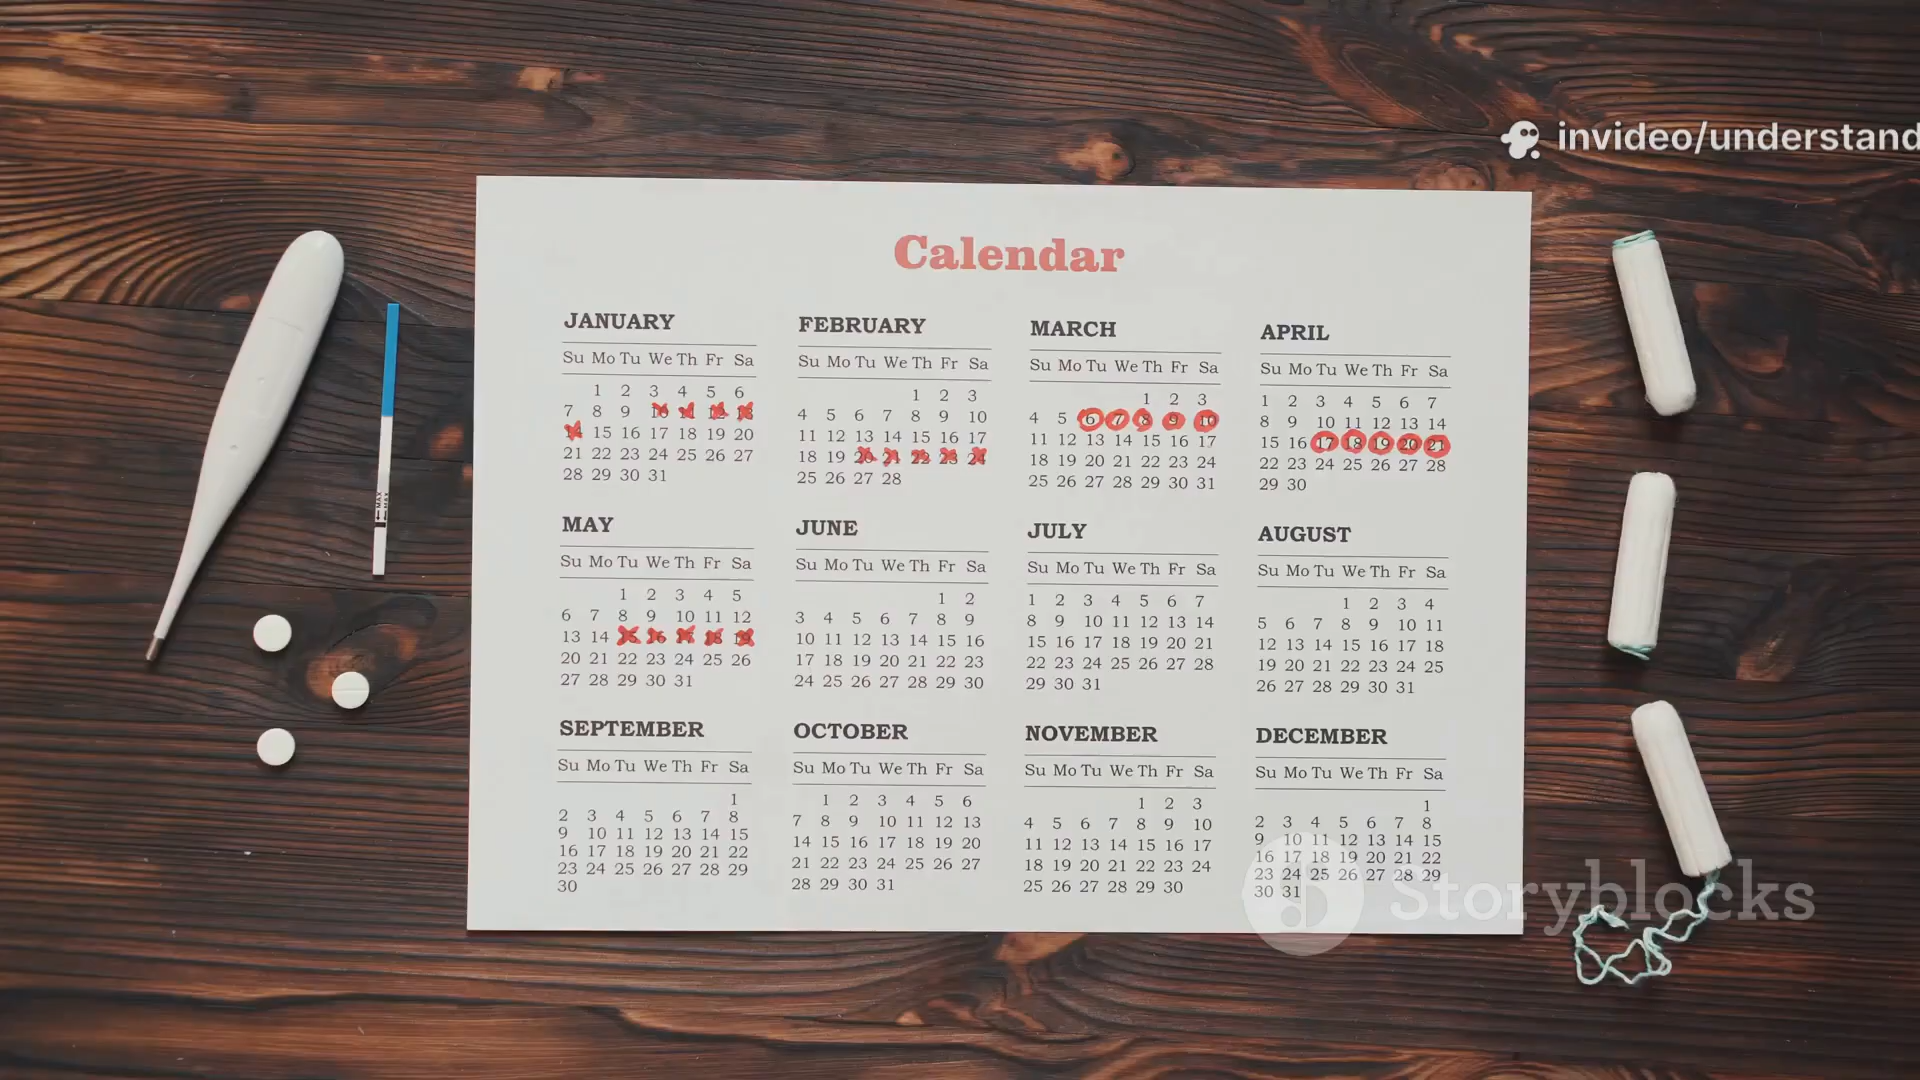 invideo/understand
Calendar
JANUARY
Su Mo Tu We Th Fr Sa
1 2 3 4 5 6
7 8 9 10 11 12 13
14 15 16 17 18 19 20
21 22 23 24 25 26 27
28 29 30 31
FEBRUARY
Su Mo Tu We Th Fr Sa
1 2 3
4 5 6 7 8 9 10
11 12 13 14 15 16 17
18 19 20 21 22 23 24
25 26 27 28
MARCH
Su Mo Tu We Th Fr Sa
1 2 3
4 5 6 7 8 9 10
11 12 13 14 15 16 17
18 19 20 21 22 23 24
25 26 27 28 29 30 31
APRIL
Su Mo Tu We Th Fr Sa
1 2 3 4 5 6 7
8 9 10 11 12 13 14
15 16 17 18 19 20 21
22 23 24 25 26 27 28
29 30
MAY
Su Mo Tu We Th Fr Sa
1 2 3 4 5
6 7 8 9 10 11 12
13 14 15 16 17 18 19
20 21 22 23 24 25 26
27 28 29 30 31
JUNE
Su Mo Tu We Th Fr Sa
1 2
3 4 5 6 7 8 9
10 11 12 13 14 15 16
17 18 19 20 21 22 23
24 25 26 27 28 29 30
JULY
Su Mo Tu We Th Fr Sa
1 2 3 4 5 6 7
8 9 10 11 12 13 14
15 16 17 18 19 20 21
22 23 24 25 26 27 28
29 30 31
AUGUST
Su Mo Tu We Th Fr Sa
1 2 3 4
5 6 7 8 9 10 11
12 13 14 15 16 17 18
19 20 21 22 23 24 25
26 27 28 29 30 31
SEPTEMBER
Su Mo Tu We Th Fr Sa
1
2 3 4 5 6 7 8
9 10 11 12 13 14 15
16 17 18 19 20 21 22
23 24 25 26 27 28 29
30
OCTOBER
Su Mo Tu We Th Fr Sa
1 2 3 4 5 6
7 8 9 10 11 12 13
14 15 16 17 18 19 20
21 22 23 24 25 26 27
28 29 30 31
NOVEMBER
Su Mo Tu We Th Fr Sa
1 2 3
4 5 6 7 8 9 10
11 12 13 14 15 16 17
18 19 20 21 22 23 24
25 26 27 28 29 30
DECEMBER
Su Mo Tu We Th Fr Sa
1
2 3 4 5 6 7 8
9 10 11 12 13 14 15
16 17 18 19 20 21 22
23 24 25 26 27 28 29
30 31
MAX
MAX
Storyblocks